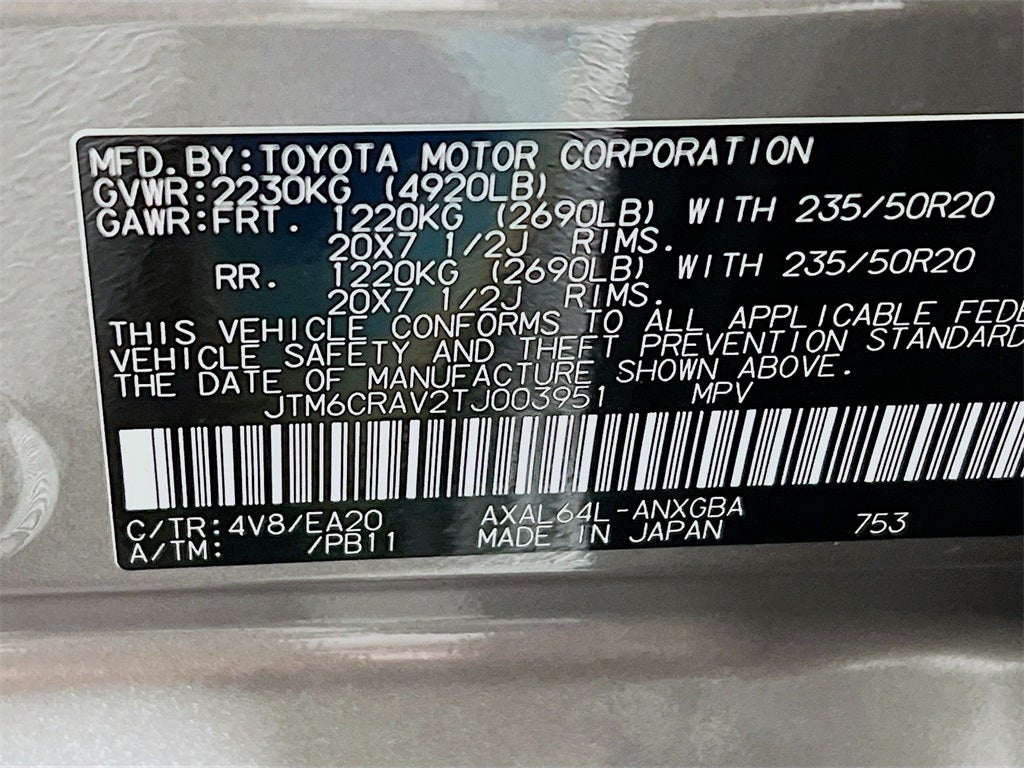 MFD.BY:TOYOTA MOTOR CORPORATION
GVWR:2230KG (4920LB)
GAWR:FRT. 1220KG (2690LB) WITH 235/50R20
20X7 1/2J RIMS.
RR. 1220KG (2690LB) WITH 235/50R20
20X7 1/2J RIMS.
THIS VEHICLE CONFORMS TO ALL APPLICABLE FEDE
VEHICLE SAFETY AND THEFT PREVENTION STANDARD
THE DATE OF MANUFACTURE SHOWN ABOVE.
JTM6CRAV2TJ003951 MPV
C/TR:4V8/EA20 AXAL64L-ANXGBA 753
A/TM: /PB11 MADE IN JAPAN